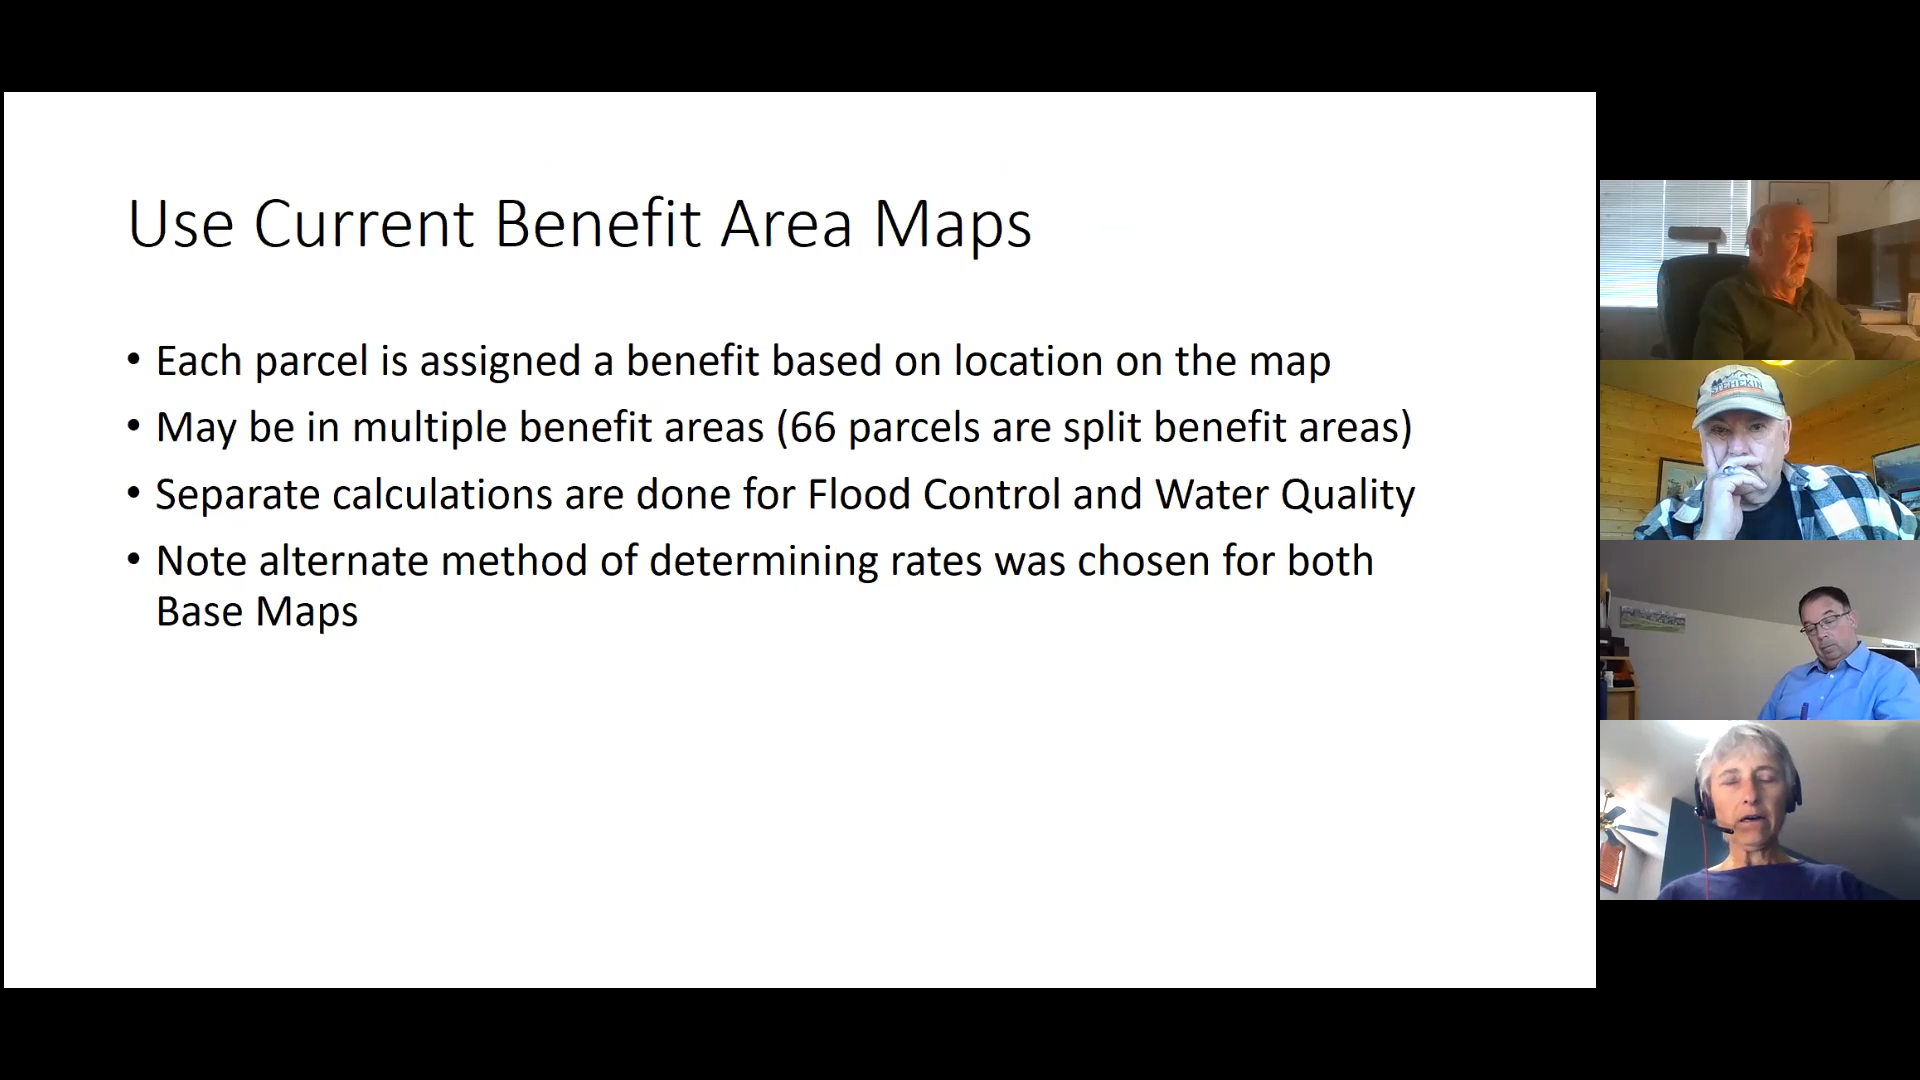 Use Current Benefit Area Maps
• Each parcel is assigned a benefit based on location on the map
• May be in multiple benefit areas (66 parcels are split benefit areas)
• Separate calculations are done for Flood Control and Water Quality
• Note alternate method of determining rates was chosen for both
Base Maps
STEHEKIN